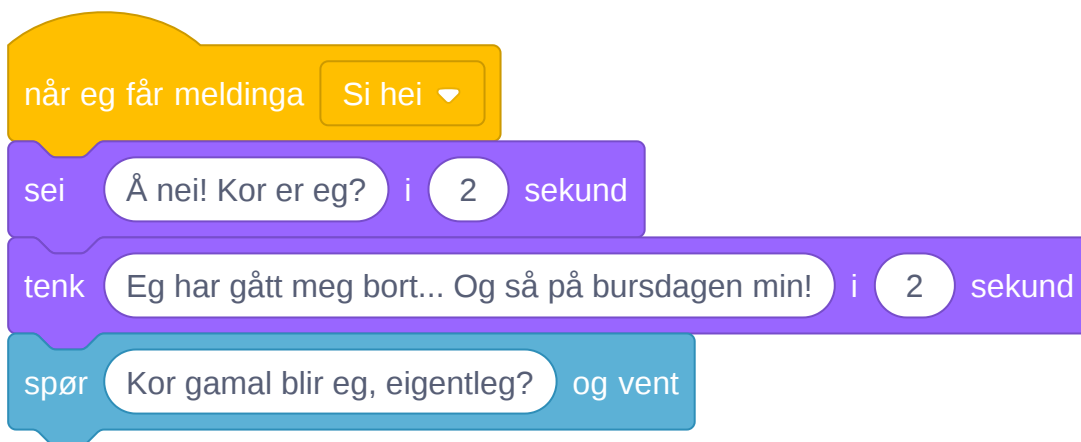 når eg får meldinga Si hei
sei Å nei! Kor er eg? i 2 sekund
tenk Eg har gått meg bort... Og så på bursdagen min! i 2 sekund
spør Kor gamal blir eg, eigentleg? og vent